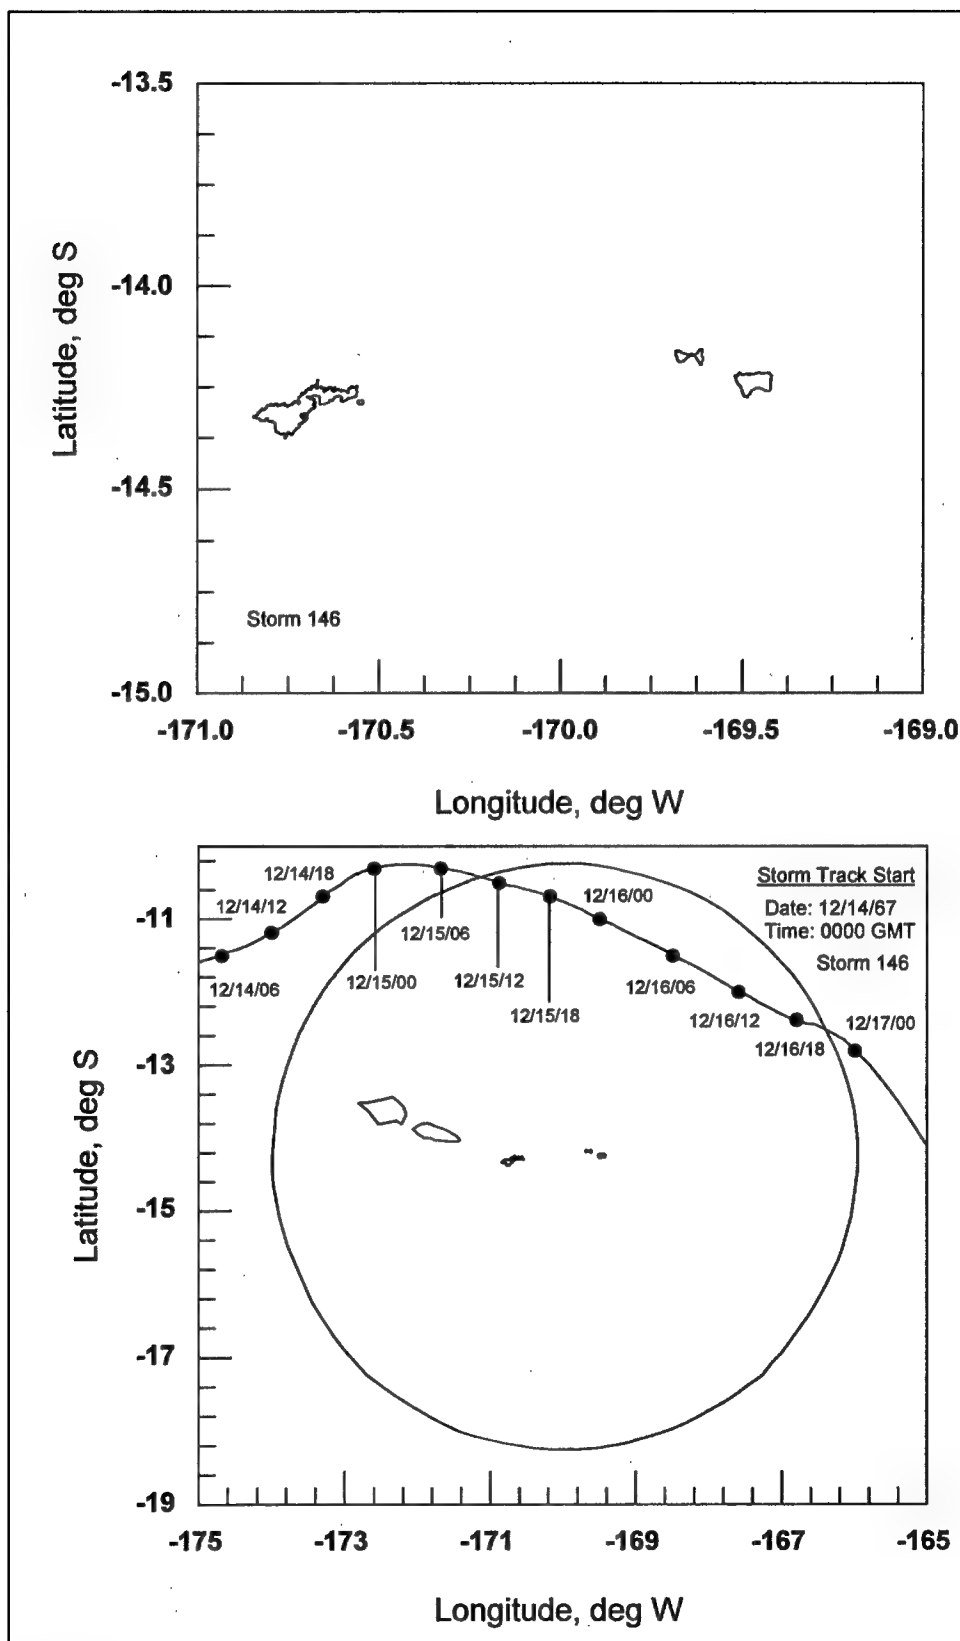 -13.5
-14.0
-14.5
-15.0
Latitude, deg S
Storm 146
-171.0 -170.5 -170.0 -169.5 -169.0
Longitude, deg W
Storm Track Start
Date: 12/14/67
Time: 0000 GMT
Storm 146
12/14/18
12/14/12
12/14/06
12/15/00
12/15/06
12/15/12
12/15/18
12/16/00
12/16/06
12/16/12
12/16/18
12/17/00
-11
-13
-15
-17
-19
Latitude, deg S
-175 -173 -171 -169 -167 -165
Longitude, deg W